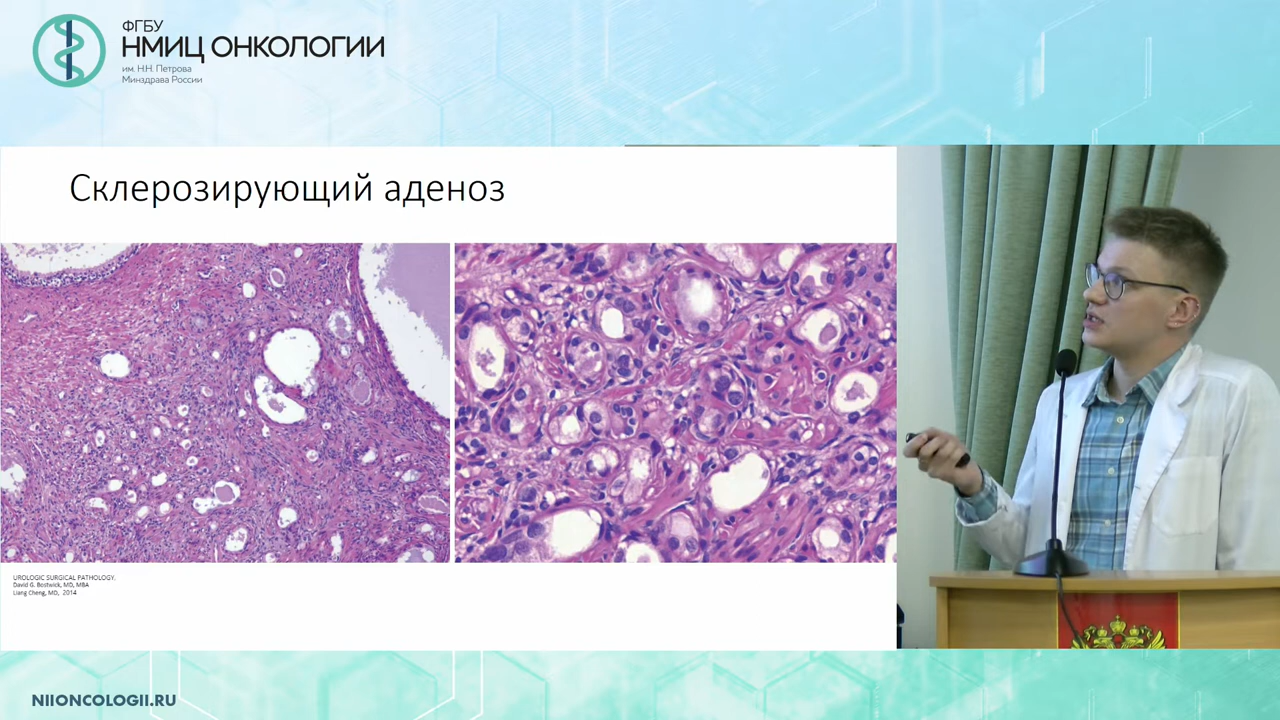 ФГБУ
НМИЦ ОНКОЛОГИИ
им. Н.Н. Петрова
Минздрава России
Склерозирующий аденоз
UROLOGIC SURGICAL PATHOLOGY,
David G. Bostwick, MD, MBA
Liang Cheng, MD, 2014
NIIONCOLOGII.RU